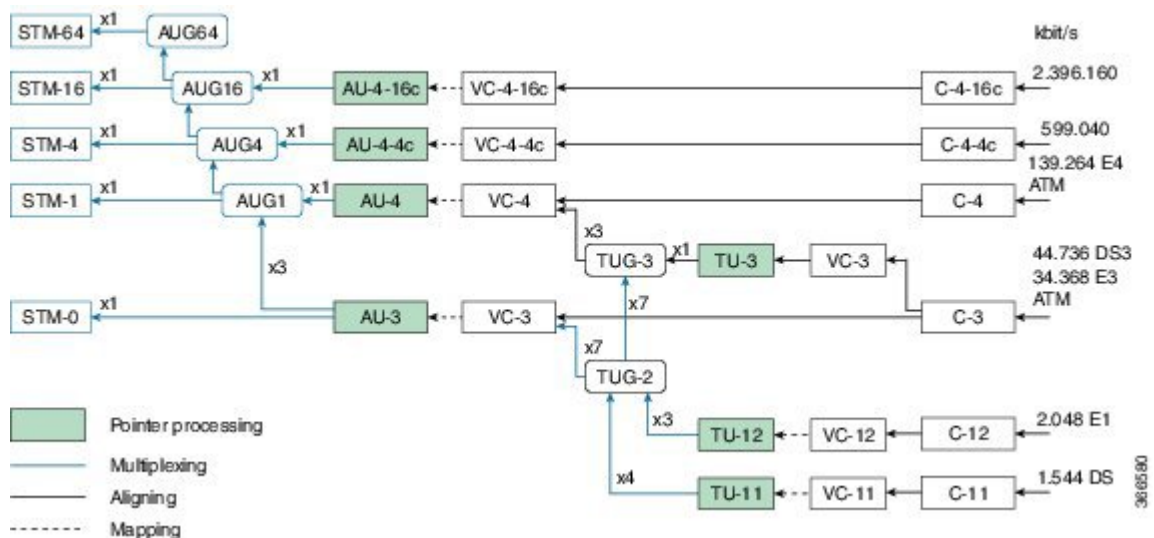 STM-64
x1
AUG64
kbit/s
STM-16
x1
AUG16
x1
AU-4-16c
VC-4-16c
C-4-16c
2.396.160
STM-4
x1
AUG4
x1
AU-4-4c
VC-4-4c
C-4-4c
599.040
STM-1
x1
AUG1
x1
AU-4
VC-4
C-4
139.264 E4
ATM
x3
TUG-3
x1
TU-3
VC-3
44.736 DS3
34.368 E3
ATM
x3
x7
STM-0
x1
AU-3
VC-3
C-3
x7
TUG-2
x3
TU-12
VC-12
C-12
2.048 E1
x4
TU-11
VC-11
C-11
1.544 DS
Pointer processing
Multiplexing
Aligning
Mapping
366580